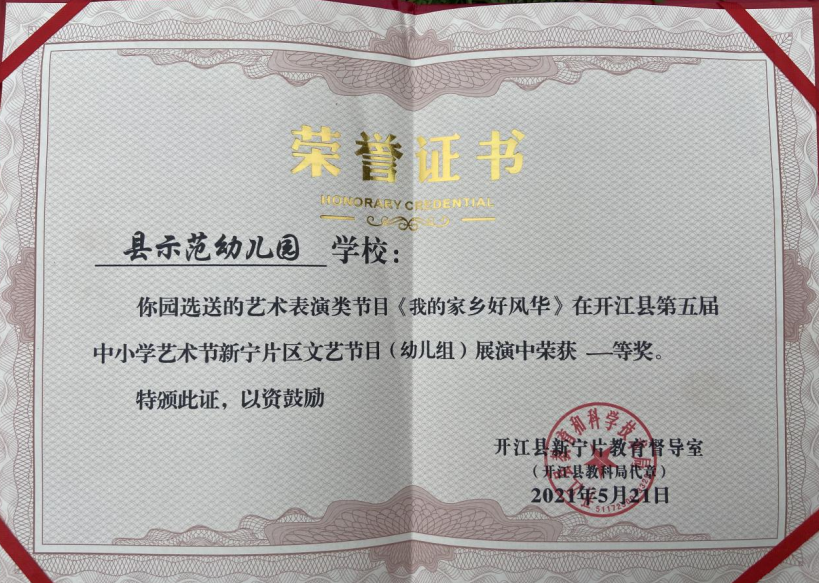 荣誉证书
HONORARY CREDENTIAL
县示范幼儿园 学校：
你园选送的艺术表演类节目《我的家乡好风华》在开江县第五届
中小学艺术节新宁片区文艺节目（幼儿组）展演中荣获 一等奖。
特颁此证，以资鼓励
开江县新宁片教育督导室
（开江县教科局代章）
2021年5月21日